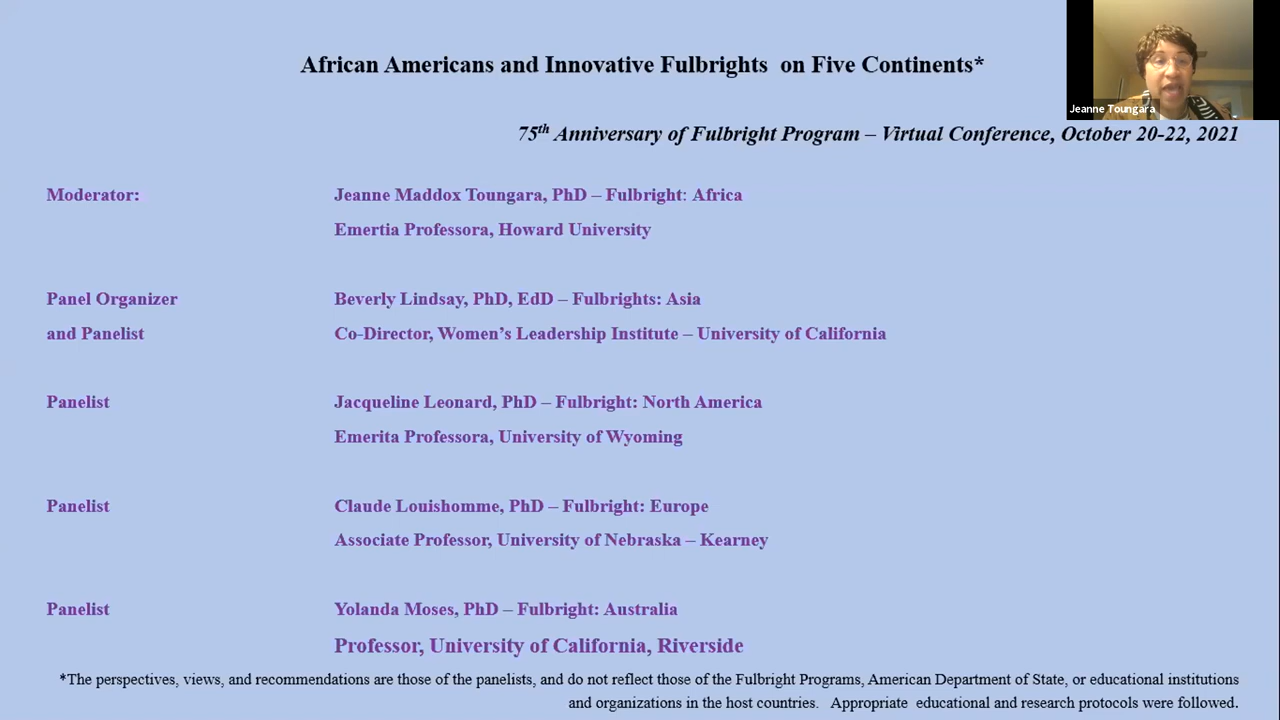 African Americans and Innovative Fulbrights on Five Continents*
Jeanne Toungara
75th Anniversary of Fulbright Program – Virtual Conference, October 20-22, 2021
Moderator: Jeanne Maddox Toungara, PhD – Fulbright: Africa
Emertia Professora, Howard University
Panel Organizer Beverly Lindsay, PhD, EdD – Fulbrights: Asia
and Panelist Co-Director, Women’s Leadership Institute – University of California
Panelist Jacqueline Leonard, PhD – Fulbright: North America
Emerita Professora, University of Wyoming
Panelist Claude Louishomme, PhD – Fulbright: Europe
Associate Professor, University of Nebraska – Kearney
Panelist Yolanda Moses, PhD – Fulbright: Australia
Professor, University of California, Riverside
*The perspectives, views, and recommendations are those of the panelists, and do not reflect those of the Fulbright Programs, American Department of State, or educational institutions
and organizations in the host countries. Appropriate educational and research protocols were followed.